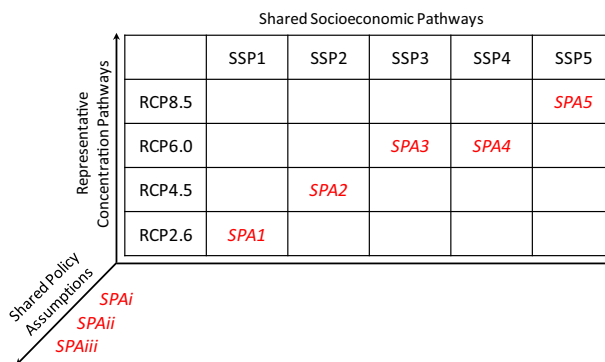 Shared Socioeconomic Pathways
Representative
Concentration Pathways
SSP1 SSP2 SSP3 SSP4 SSP5
RCP8.5 SPA5
RCP6.0 SPA3 SPA4
RCP4.5 SPA2
RCP2.6 SPA1
Shared Policy
Assumptions
SPAi
SPAii
SPAiii